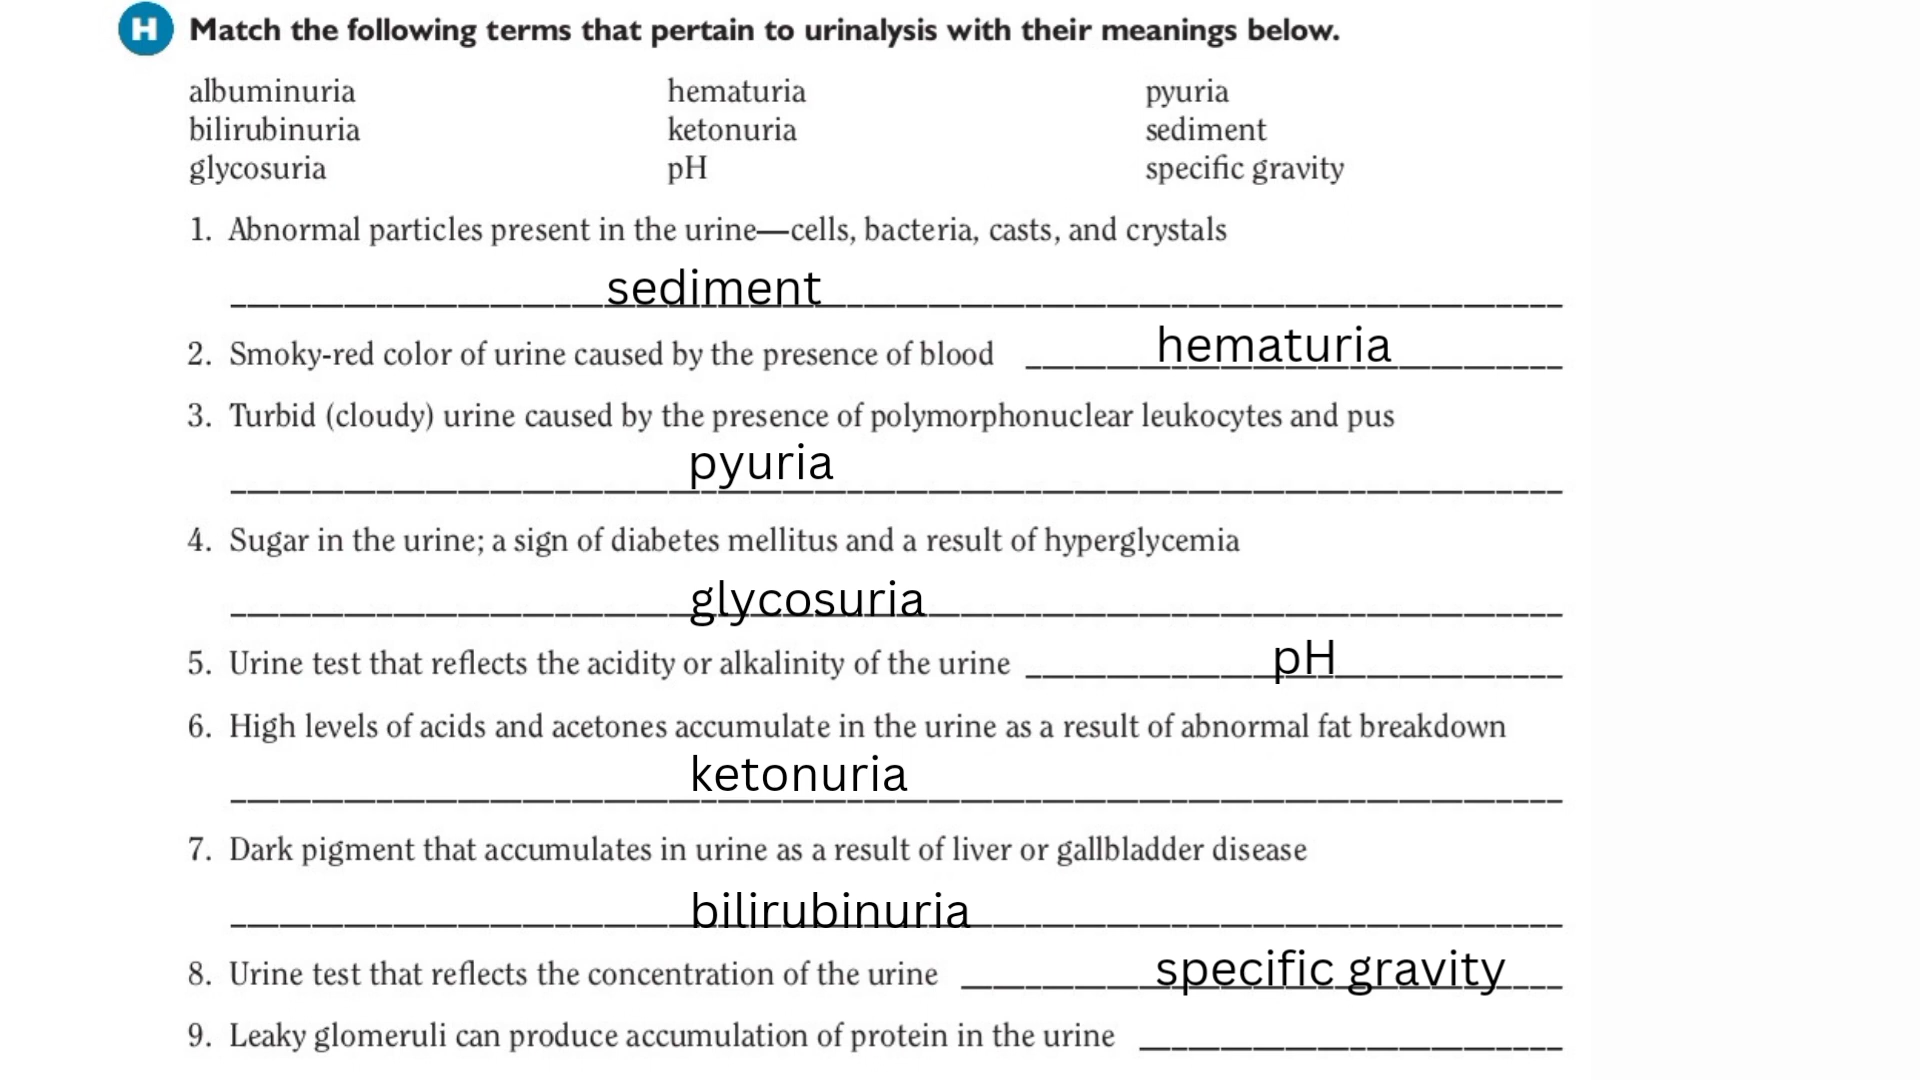 H Match the following terms that pertain to urinalysis with their meanings below.
albuminuria hematuria pyuria
bilirubinuria ketonuria sediment
glycosuria pH specific gravity
1. Abnormal particles present in the urine—cells, bacteria, casts, and crystals
sediment
2. Smoky-red color of urine caused by the presence of blood hematuria
3. Turbid (cloudy) urine caused by the presence of polymorphonuclear leukocytes and pus
pyuria
4. Sugar in the urine; a sign of diabetes mellitus and a result of hyperglycemia
glycosuria
5. Urine test that reflects the acidity or alkalinity of the urine pH
6. High levels of acids and acetones accumulate in the urine as a result of abnormal fat breakdown
ketonuria
7. Dark pigment that accumulates in urine as a result of liver or gallbladder disease
bilirubinuria
8. Urine test that reflects the concentration of the urine specific gravity
9. Leaky glomeruli can produce accumulation of protein in the urine